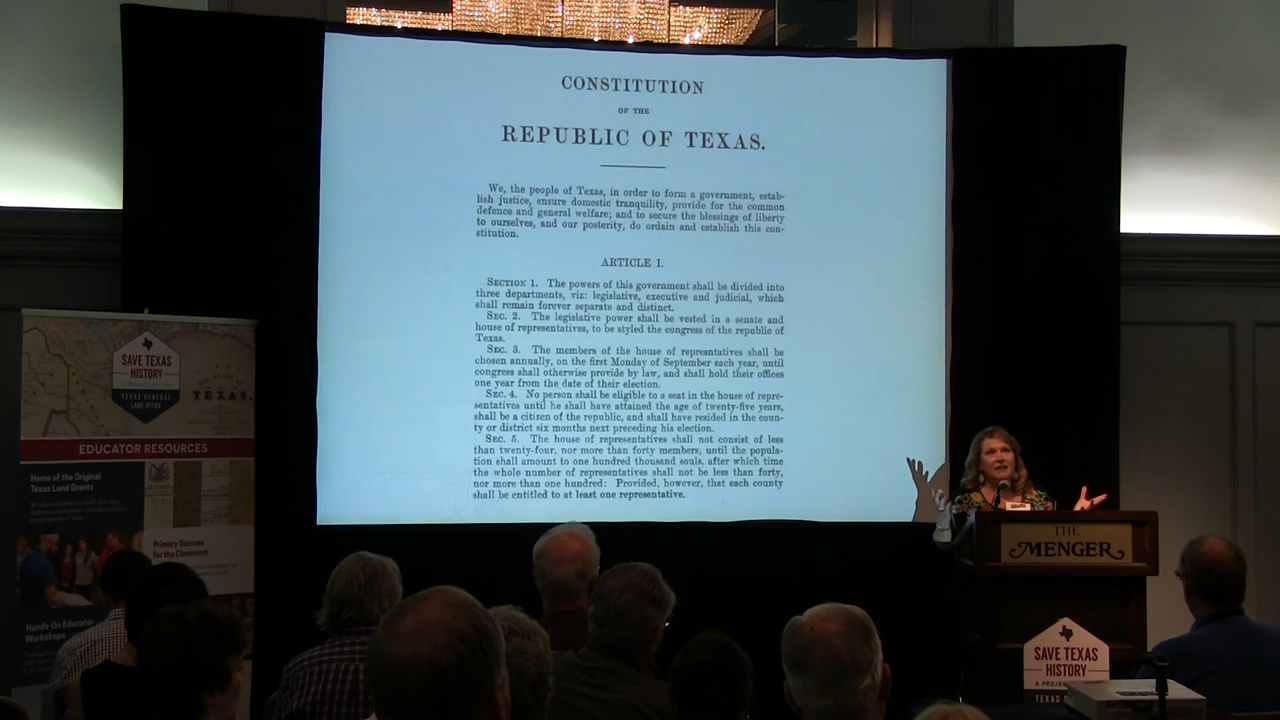 CONSTITUTION
OF THE
REPUBLIC OF TEXAS.
We, the people of Texas, in order to form a government, estab-
lish justice, ensure domestic tranquility, provide for the common
defence and general welfare; and to secure the blessings of liberty
to ourselves, and our posterity, do ordain and establish this con-
stitution.
ARTICLE I.
SECTION 1. The powers of this government shall be divided into
three departments, viz: legislative, executive and judicial, which
shall remain forever separate and distinct.
SEC. 2. The legislative power shall be vested in a senate and
house of representatives, to be styled the congress of the republic of
Texas.
SEC. 3. The members of the house of representatives shall be
chosen annually, on the first Monday of September each year, until
congress shall otherwise provide by law, and shall hold their offices
one year from the date of their election.
SEC. 4. No person shall be eligible to a seat in the house of repre-
sentatives until he shall have attained the age of twenty-five years,
shall be a citizen of the republic, and shall have resided in the coun-
ty or district six months next preceding his election.
SEC. 5. The house of representatives shall not consist of less
than twenty-four, nor more than forty members, until the popula-
tion shall amount to one hundred thousand souls, after which time
the whole number of representatives shall not be less than forty,
nor more than one hundred: Provided, however, that each county
shall be entitled to at least one representative.
SAVE TEXAS
HISTORY
A PROJECT OF THE
TEXAS GENERAL
LAND OFFICE
TEXAS.
EDUCATOR RESOURCES
Home of the Original
Texas Land Grants
Primary Sources
For the Classroom
Hands-On Educator
Workshops
THE
MENGER
SAVE TEXAS
HISTORY
A PROJE
TEXAS